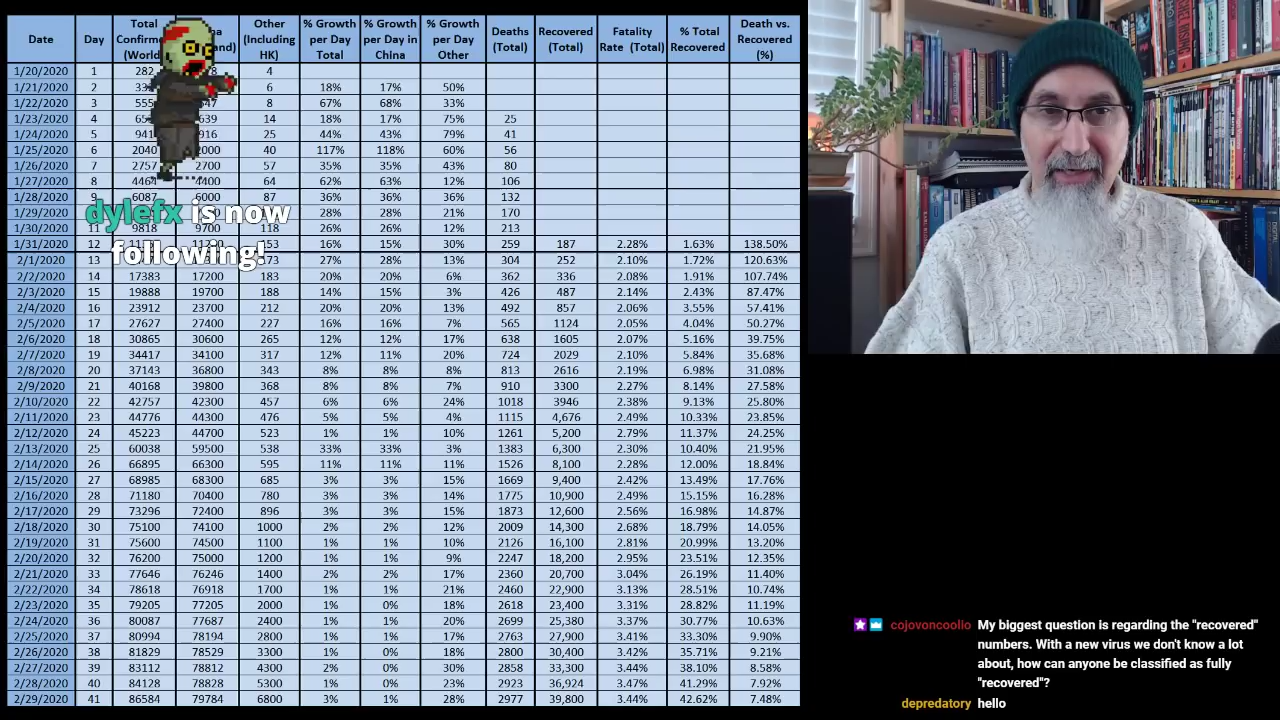 Date Day Total Confirmed (World) Other (Including HK) % Growth per Day Total % Growth per Day in China % Growth per Day Other Deaths (Total) Recovered (Total) Fatality Rate (Total) % Total Recovered Death vs. Recovered (%)
1/20/2020 1 282 4
1/21/2020 2 6 18% 17% 50%
1/22/2020 3 555 8 67% 68% 33%
1/23/2020 4 639 14 18% 17% 75% 25
1/24/2020 5 941 916 25 44% 43% 79% 41
1/25/2020 6 2040 2000 40 117% 118% 60% 56
1/26/2020 7 2757 2700 57 35% 35% 43% 80
1/27/2020 8 4464 4400 64 62% 63% 12% 106
1/28/2020 9 6087 6000 87 36% 36% 36% 132
1/29/2020 28% 28% 21% 170
1/30/2020 11 9818 9700 118 26% 26% 12% 213
1/31/2020 12 153 16% 15% 30% 259 187 2.28% 1.63% 138.50%
2/1/2020 13 173 27% 28% 13% 304 252 2.10% 1.72% 120.63%
2/2/2020 14 17383 17200 183 20% 20% 6% 362 336 2.08% 1.91% 107.74%
2/3/2020 15 19888 19700 188 14% 15% 3% 426 487 2.14% 2.43% 87.47%
2/4/2020 16 23912 23700 212 20% 20% 13% 492 857 2.06% 3.55% 57.41%
2/5/2020 17 27627 27400 227 16% 16% 7% 565 1124 2.05% 4.04% 50.27%
2/6/2020 18 30865 30600 265 12% 12% 17% 638 1605 2.07% 5.16% 39.75%
2/7/2020 19 34417 34100 317 12% 11% 20% 724 2029 2.10% 5.84% 35.68%
2/8/2020 20 37143 36800 343 8% 8% 8% 813 2616 2.19% 6.98% 31.08%
2/9/2020 21 40168 39800 368 8% 8% 7% 910 3300 2.27% 8.14% 27.58%
2/10/2020 22 42757 42300 457 6% 6% 24% 1018 3946 2.38% 9.13% 25.80%
2/11/2020 23 44776 44300 476 5% 5% 4% 1115 4,676 2.49% 10.33% 23.85%
2/12/2020 24 45223 44700 523 1% 1% 10% 1261 5,200 2.79% 11.37% 24.25%
2/13/2020 25 60038 59500 538 33% 33% 3% 1383 6,300 2.30% 10.40% 21.95%
2/14/2020 26 66895 66300 595 11% 11% 11% 1526 8,100 2.28% 12.00% 18.84%
2/15/2020 27 68985 68300 685 3% 3% 15% 1669 9,400 2.42% 13.49% 17.76%
2/16/2020 28 71180 70400 780 3% 3% 14% 1775 10,900 2.49% 15.15% 16.28%
2/17/2020 29 73296 72400 896 3% 3% 15% 1873 12,600 2.56% 16.98% 14.87%
2/18/2020 30 75100 74100 1000 2% 2% 12% 2009 14,300 2.68% 18.79% 14.05%
2/19/2020 31 75600 74500 1100 1% 1% 10% 2126 16,100 2.81% 20.99% 13.20%
2/20/2020 32 76200 75000 1200 1% 1% 9% 2247 18,200 2.95% 23.51% 12.35%
2/21/2020 33 77646 76246 1400 2% 2% 17% 2360 20,700 3.04% 26.19% 11.40%
2/22/2020 34 78618 76918 1700 1% 1% 21% 2460 22,900 3.13% 28.51% 10.74%
2/23/2020 35 79205 77205 2000 1% 0% 18% 2618 23,400 3.31% 28.82% 11.19%
2/24/2020 36 80087 77687 2400 1% 1% 20% 2699 25,380 3.37% 30.77% 10.63%
2/25/2020 37 80994 78194 2800 1% 1% 17% 2763 27,900 3.41% 33.30% 9.90%
2/26/2020 38 81829 78529 3300 1% 0% 18% 2800 30,400 3.42% 35.71% 9.21%
2/27/2020 39 83112 78812 4300 2% 0% 30% 2858 33,300 3.44% 38.10% 8.58%
2/28/2020 40 84128 78828 5300 1% 0% 23% 2923 36,924 3.47% 41.29% 7.92%
2/29/2020 41 86584 79784 6800 3% 1% 28% 2977 39,800 3.44% 42.62% 7.48%
dylefx is now
following!
cojovoncoolio My biggest question is regarding the "recovered"
numbers. With a new virus we don't know a lot
about, how can anyone be classified as fully
"recovered"?
depredatory hello